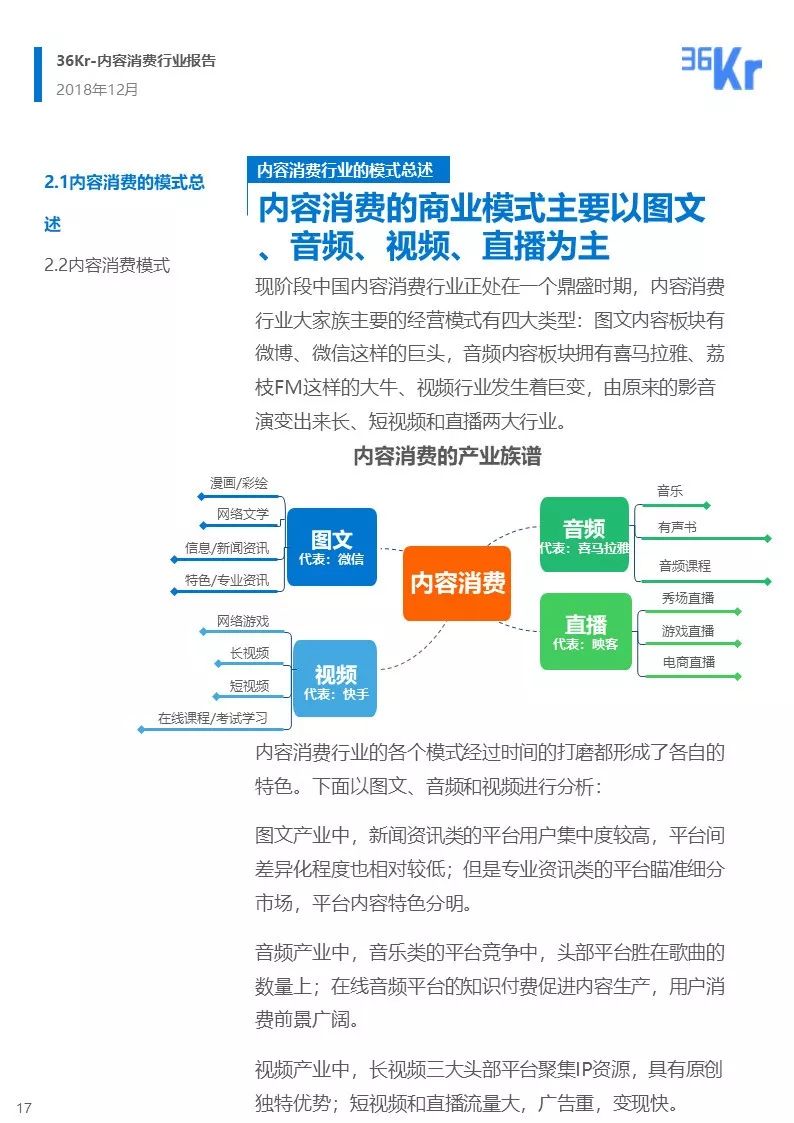 36Kr-内容消费行业报告
2018年12月
36Kr
2.1内容消费的模式总
述
2.2内容消费模式
内容消费行业的模式总述
内容消费的商业模式主要以图文
、音频、视频、直播为主
现阶段中国内容消费行业正处在一个鼎盛时期，内容消费
行业大家族主要的经营模式有四大类型：图文内容板块有
微博、微信这样的巨头，音频内容板块拥有喜马拉雅、荔
枝FM这样的大牛、视频行业发生着巨变，由原来的影音
演变出来长、短视频和直播两大行业。
内容消费的产业族谱
漫画/彩绘
网络文学
信息/新闻资讯
特色/专业资讯
图文
代表：微信
网络游戏
长视频
短视频
在线课程/考试学习
视频
代表：快手
内容消费
音频
代表：喜马拉雅
音乐
有声书
音频课程
直播
代表：映客
秀场直播
游戏直播
电商直播
内容消费行业的各个模式经过时间的打磨都形成了各自的
特色。下面以图文、音频和视频进行分析：
图文产业中，新闻资讯类的平台用户集中度较高，平台间
差异化程度也相对较低；但是专业资讯类的平台瞄准细分
市场，平台内容特色分明。
音频产业中，音乐类的平台竞争中，头部平台胜在歌曲的
数量上；在线音频平台的知识付费促进内容生产，用户消
费前景广阔。
视频产业中，长视频三大头部平台聚集IP资源，具有原创
独特优势；短视频和直播流量大，广告重，变现快。
17